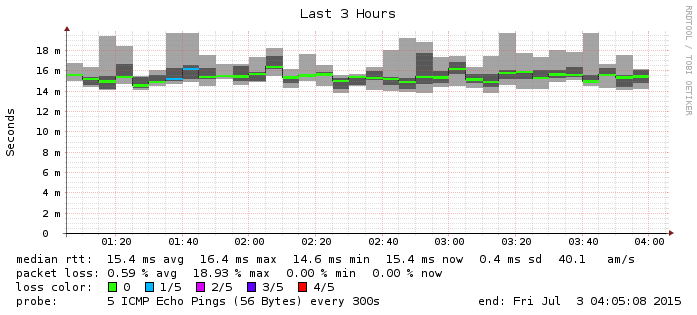 Last 3 Hours
RRDTOOL / TOBI OETIKER
Seconds
18 m
16 m
14 m
12 m
10 m
8 m
6 m
4 m
2 m
0
01:20 01:40 02:00 02:20 02:40 03:00 03:20 03:40 04:00
median rtt: 15.4 ms avg 16.4 ms max 14.6 ms min 15.4 ms now 0.4 ms sd 40.1 am/s
packet loss: 0.59 % avg 18.93 % max 0.00 % min 0.00 % now
loss color: 0 1/5 2/5 3/5 4/5
probe: 5 ICMP Echo Pings (56 Bytes) every 300s end: Fri Jul 3 04:05:08 2015